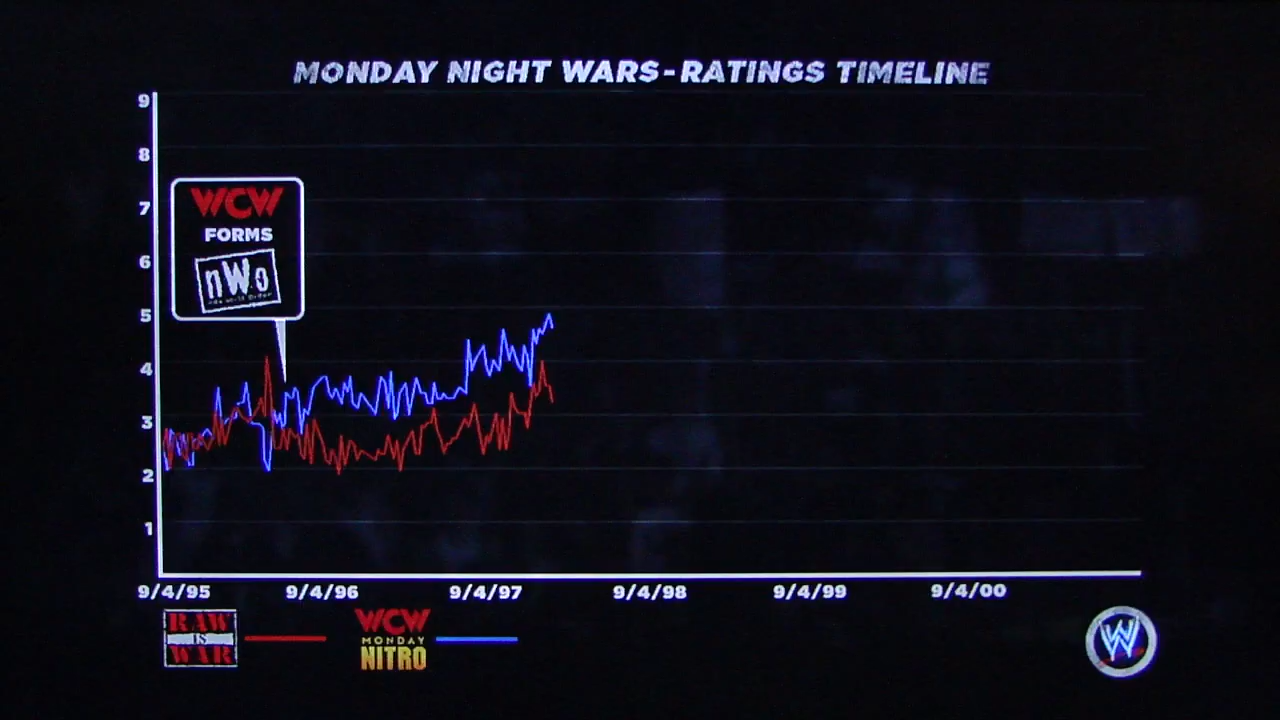 MONDAY NIGHT WARS-RATINGS TIMELINE
9
8
7
6
5
4
3
2
1
WCW
FORMS
nWo
9/4/95 9/4/96 9/4/97 9/4/98 9/4/99 9/4/00
RAW
IS
WAR
WCW
MONDAY
NITRO
W